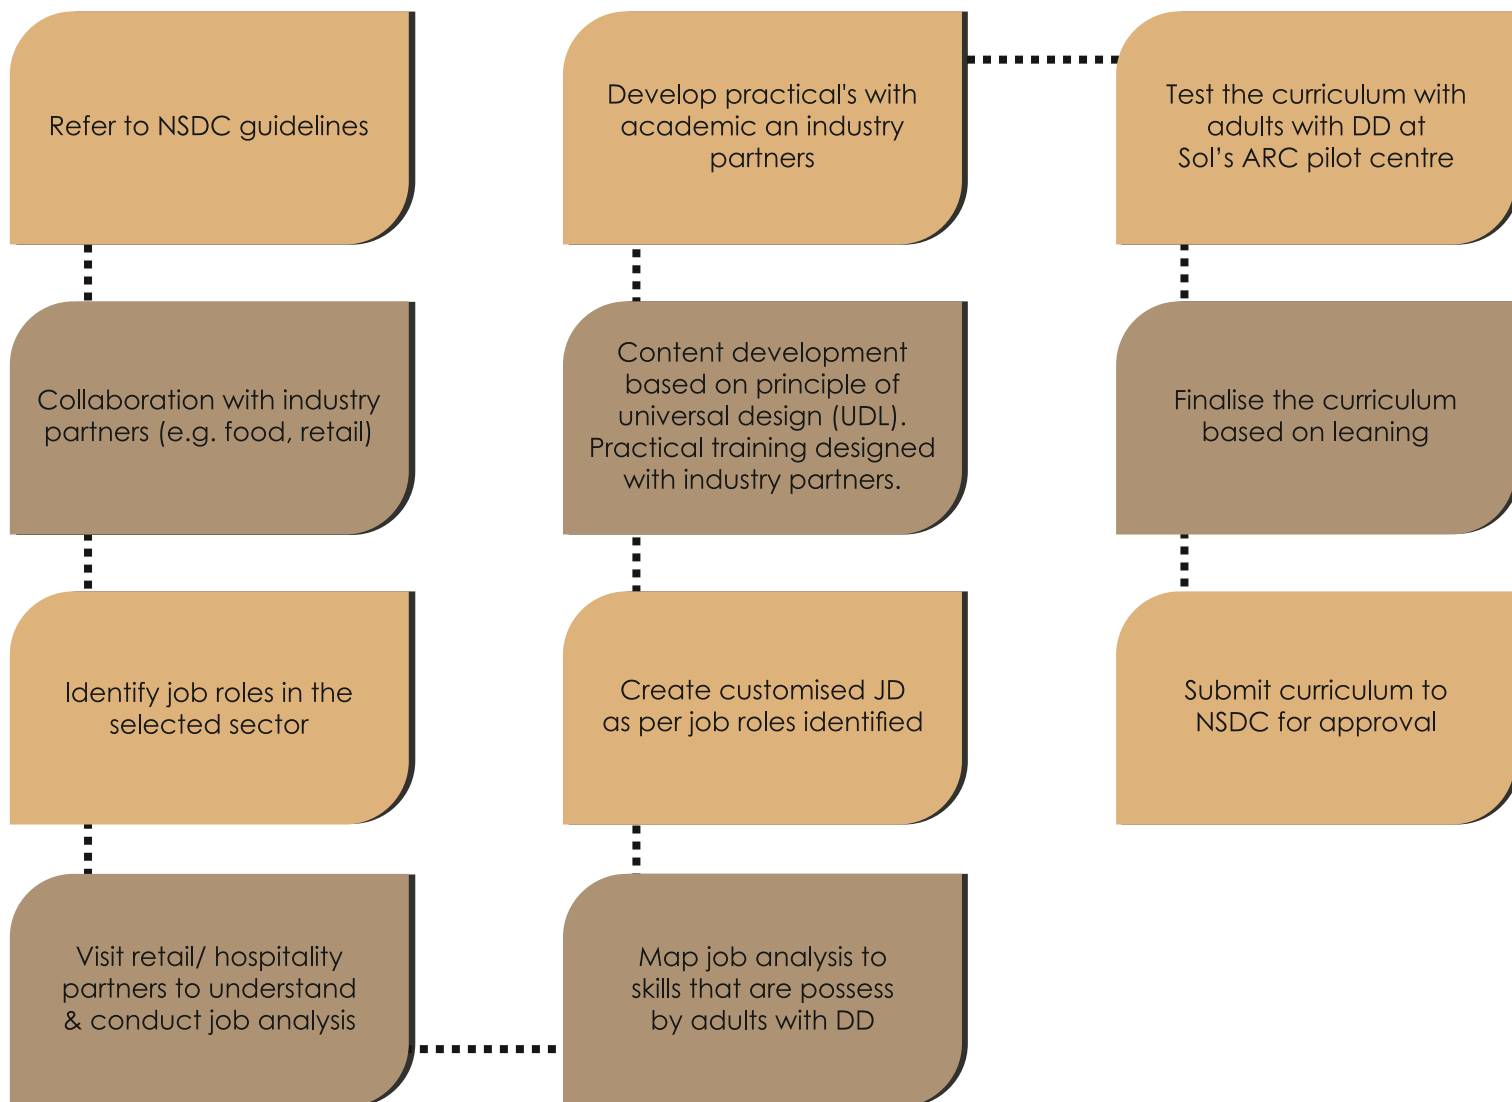 Refer to NSDC guidelines
Collaboration with industry
partners (e.g. food, retail)
Identify job roles in the
selected sector
Visit retail/ hospitality
partners to understand
& conduct job analysis
Map job analysis to
skills that are possess
by adults with DD
Create customised JD
as per job roles identified
Content development
based on principle of
universal design (UDL).
Practical training designed
with industry partners.
Develop practical's with
academic an industry
partners
Test the curriculum with
adults with DD at
Sol's ARC pilot centre
Finalise the curriculum
based on leaning
Submit curriculum to
NSDC for approval